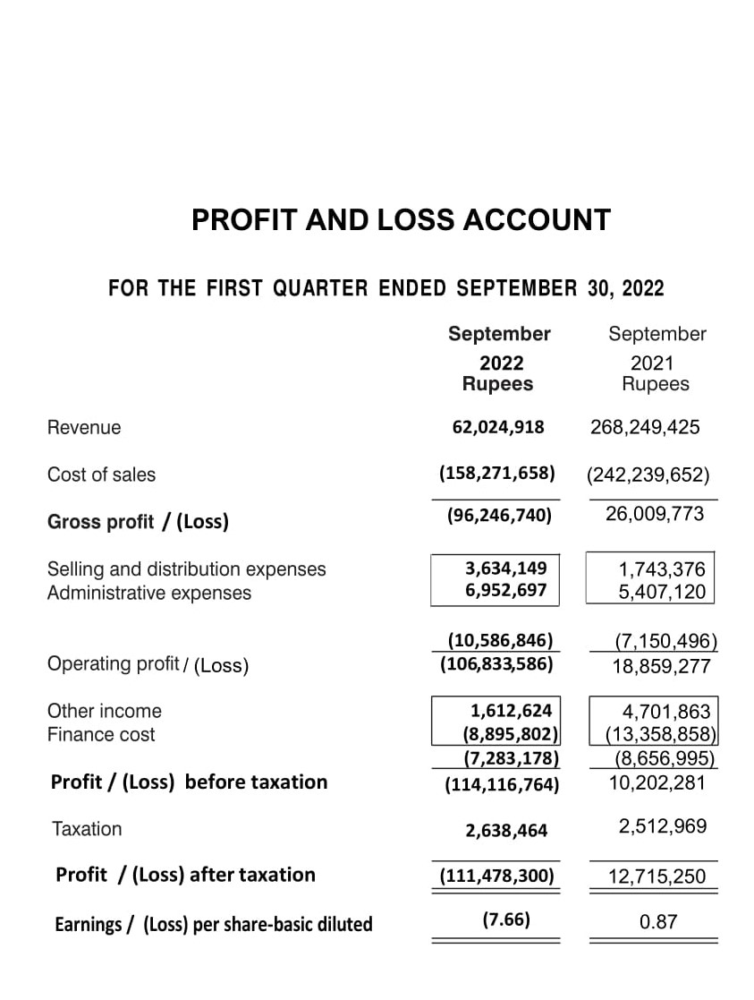 PROFIT AND LOSS ACCOUNT
FOR THE FIRST QUARTER ENDED SEPTEMBER 30, 2022
September September
2022 2021
Rupees Rupees
Revenue 62,024,918 268,249,425
Cost of sales (158,271,658) (242,239,652)
Gross profit / (Loss) (96,246,740) 26,009,773
Selling and distribution expenses 3,634,149 1,743,376
Administrative expenses 6,952,697 5,407,120
(10,586,846) (7,150,496)
Operating profit / (Loss) (106,833,586) 18,859,277
Other income 1,612,624 4,701,863
Finance cost (8,895,802) (13,358,858)
(7,283,178) (8,656,995)
Profit / (Loss) before taxation (114,116,764) 10,202,281
Taxation 2,638,464 2,512,969
Profit / (Loss) after taxation (111,478,300) 12,715,250
Earnings / (Loss) per share-basic diluted (7.66) 0.87